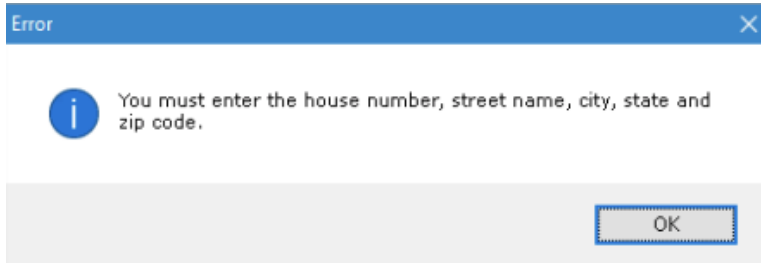 Error
You must enter the house number, street name, city, state and
zip code.
OK